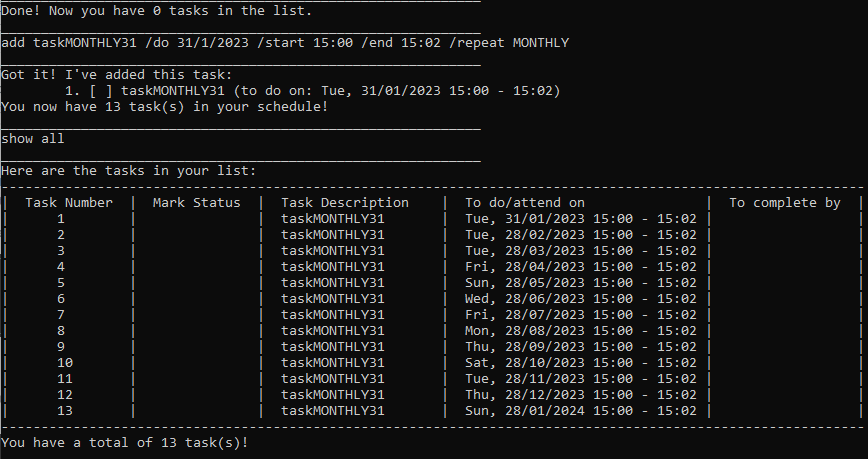 Done! Now you have 0 tasks in the list.
____________________________________________________________
add taskMONTHLY31 /do 31/1/2023 /start 15:00 /end 15:02 /repeat MONTHLY
____________________________________________________________
Got it! I've added this task:
        1. [ ] taskMONTHLY31 (to do on: Tue, 31/01/2023 15:00 - 15:02)
You now have 13 task(s) in your schedule!
____________________________________________________________
show all
____________________________________________________________
Here are the tasks in your list:
------------------------------------------------------------------------------------------------------------
|  Task Number  |  Mark Status  |  Task Description    |  To do/attend on               |  To complete by  |
|      1        |               |  taskMONTHLY31       |  Tue, 31/01/2023 15:00 - 15:02 |                  |
|      2        |               |  taskMONTHLY31       |  Tue, 28/02/2023 15:00 - 15:02 |                  |
|      3        |               |  taskMONTHLY31       |  Tue, 28/03/2023 15:00 - 15:02 |                  |
|      4        |               |  taskMONTHLY31       |  Fri, 28/04/2023 15:00 - 15:02 |                  |
|      5        |               |  taskMONTHLY31       |  Sun, 28/05/2023 15:00 - 15:02 |                  |
|      6        |               |  taskMONTHLY31       |  Wed, 28/06/2023 15:00 - 15:02 |                  |
|      7        |               |  taskMONTHLY31       |  Fri, 28/07/2023 15:00 - 15:02 |                  |
|      8        |               |  taskMONTHLY31       |  Mon, 28/08/2023 15:00 - 15:02 |                  |
|      9        |               |  taskMONTHLY31       |  Thu, 28/09/2023 15:00 - 15:02 |                  |
|      10       |               |  taskMONTHLY31       |  Sat, 28/10/2023 15:00 - 15:02 |                  |
|      11       |               |  taskMONTHLY31       |  Tue, 28/11/2023 15:00 - 15:02 |                  |
|      12       |               |  taskMONTHLY31       |  Thu, 28/12/2023 15:00 - 15:02 |                  |
|      13       |               |  taskMONTHLY31       |  Sun, 28/01/2024 15:00 - 15:02 |                  |
------------------------------------------------------------------------------------------------------------
You have a total of 13 task(s)!